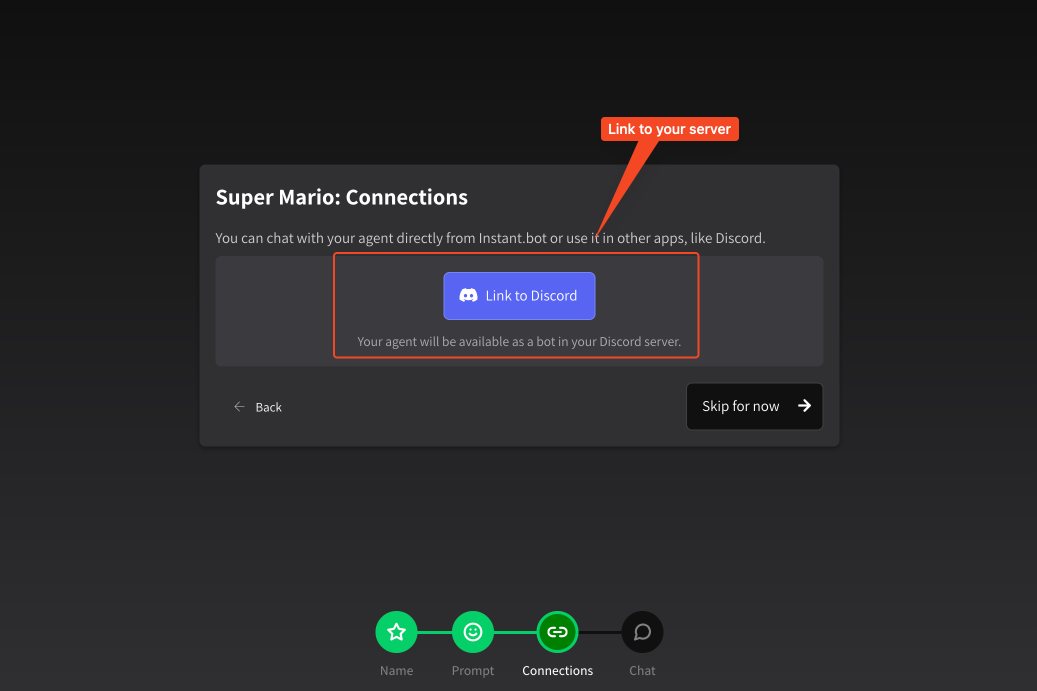 Link to your server
Super Mario: Connections
You can chat with your agent directly from Instant.bot or use it in other apps, like Discord.
Link to Discord
Your agent will be available as a bot in your Discord server.
Back
Skip for now
Name
Prompt
Connections
Chat